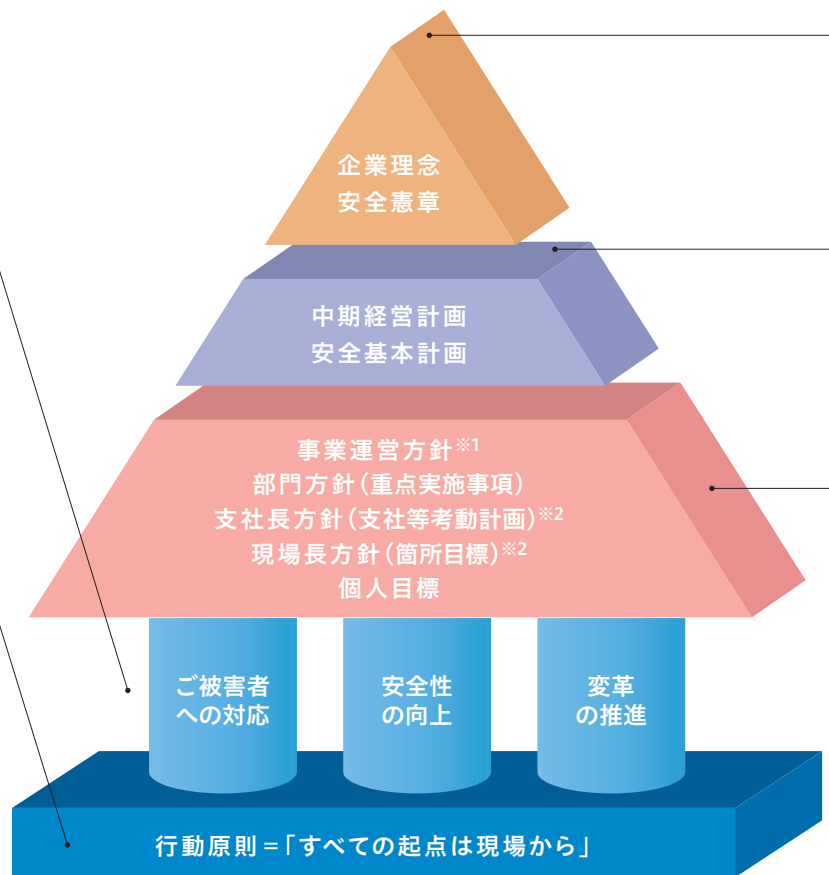 企業理念
安全憲章
中期経営計画
安全基本計画
事業運営方針※1
部門方針(重点実施事項)
支社長方針(支社等考動計画)※2
現場長方針(箇所目標)※2
個人目標
ご被害者
への対応
安全性
の向上
変革
の推進
行動原則=「すべての起点は現場から」